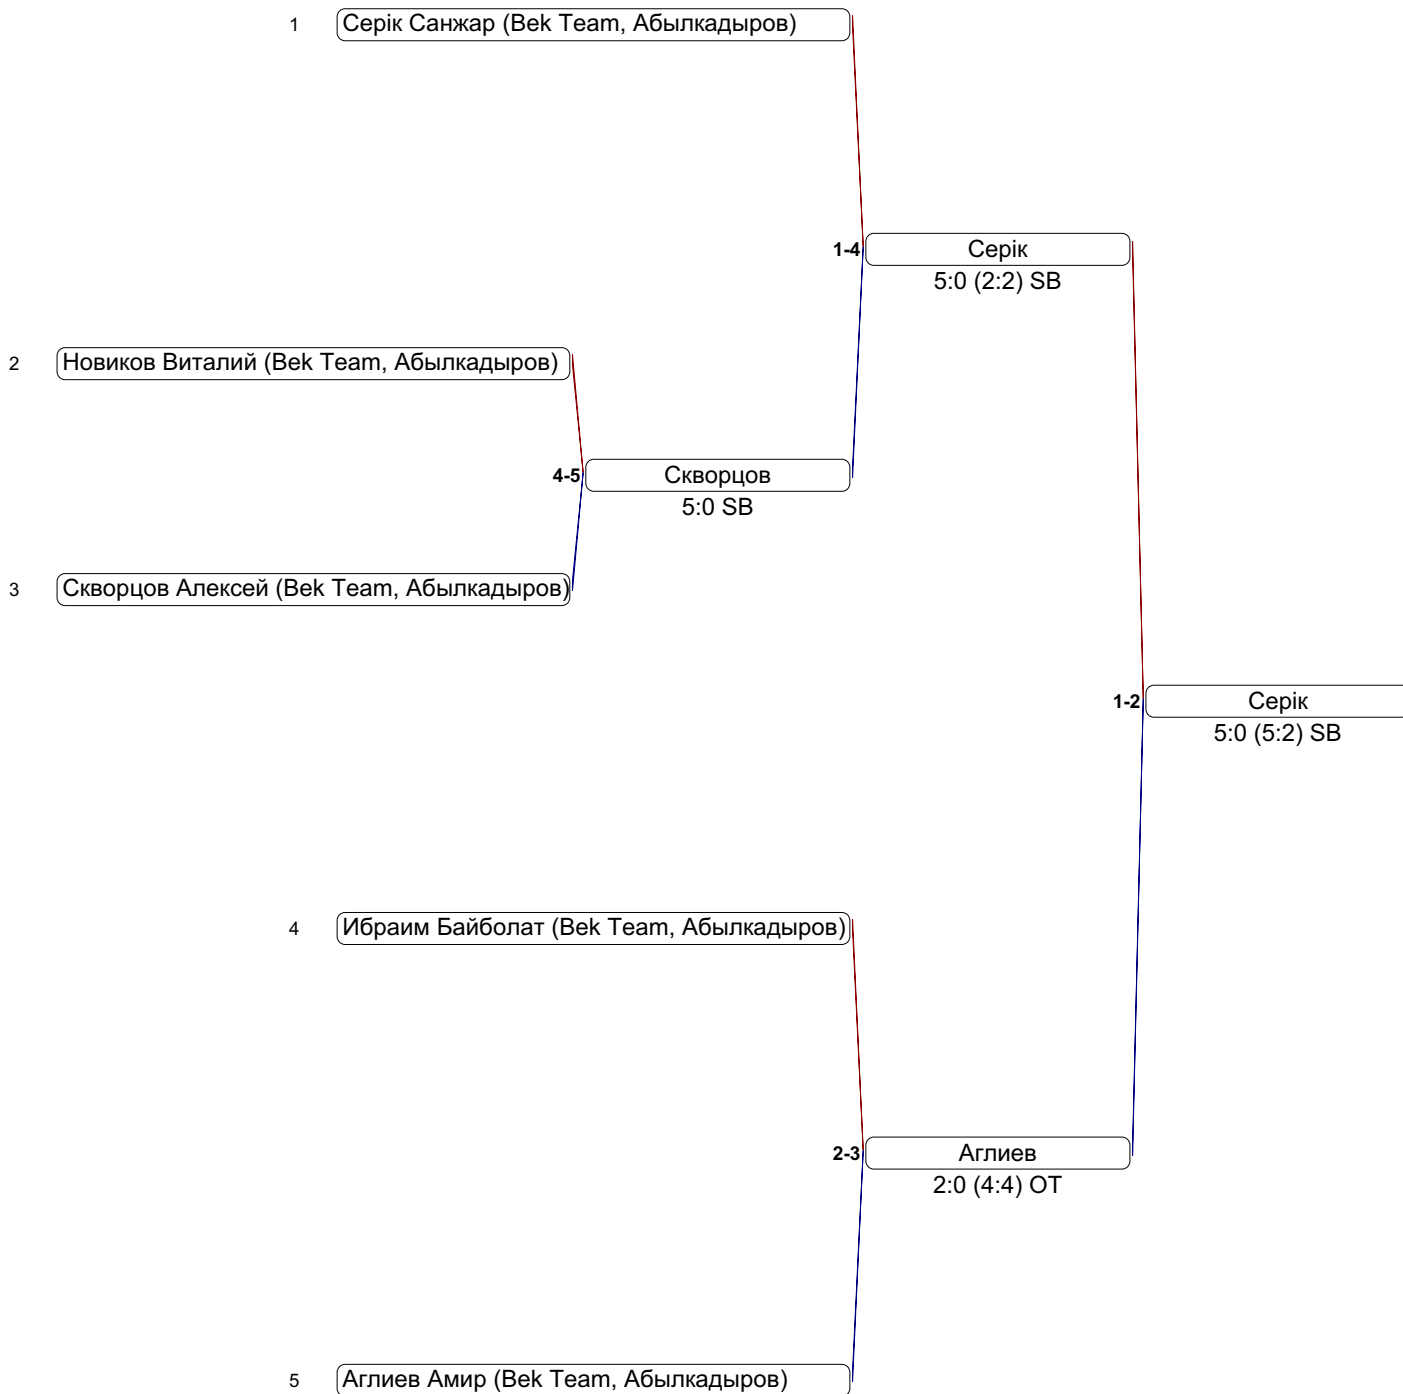 1 Серік Санжар (Bek Team, Абылкадыров)
1-4 Серік
5:0 (2:2) SB
2 Новиков Виталий (Bek Team, Абылкадыров)
4-5 Скворцов
5:0 SB
3 Скворцов Алексей (Bek Team, Абылкадыров)
1-2 Серік
5:0 (5:2) SB
4 Ибраим Байболат (Bek Team, Абылкадыров)
2-3 Аглиев
2:0 (4:4) OT
5 Аглиев Амир (Bek Team, Абылкадыров)